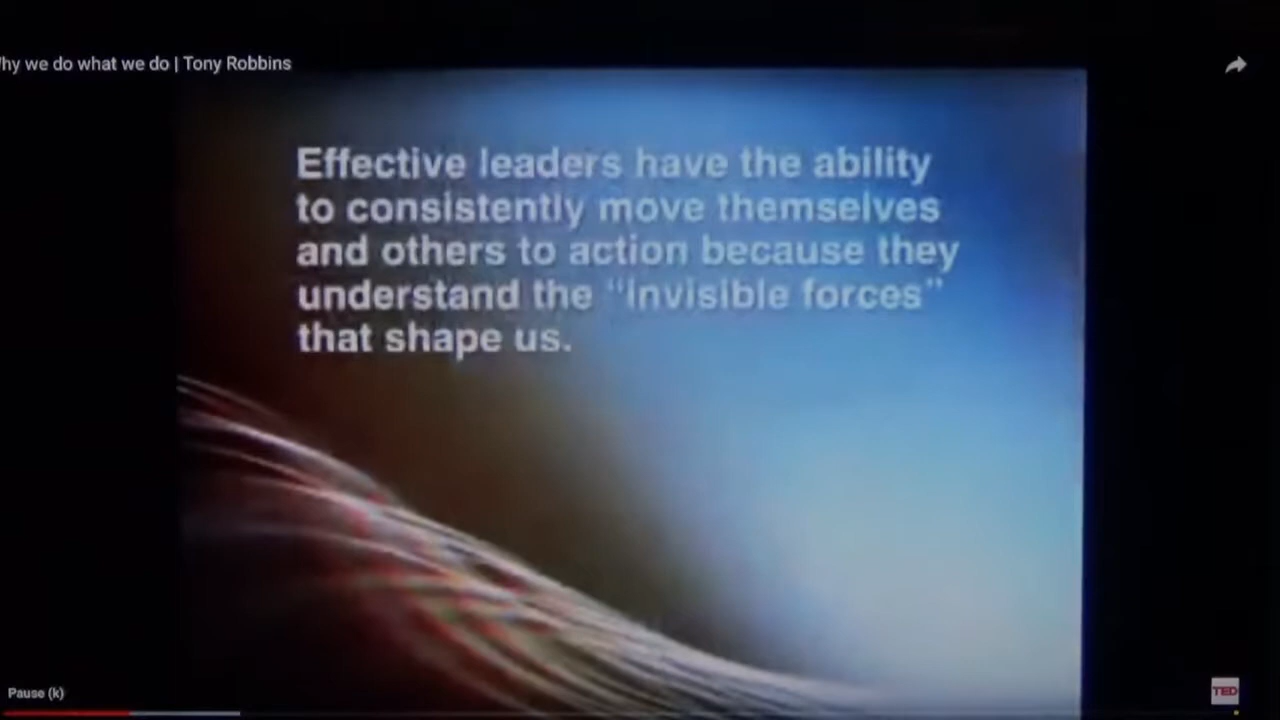 hy we do what we do | Tony Robbins
Effective leaders have the ability
to consistently move themselves
and others to action because they
understand the “invisible forces”
that shape us.
Pause (k)
TED